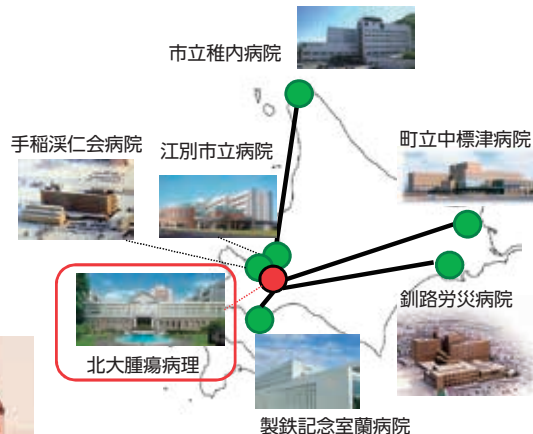 市立稚内病院
手稲渓仁会病院
江別市立病院
町立中標津病院
釧路労災病院
北大腫瘍病理
製鉄記念室蘭病院